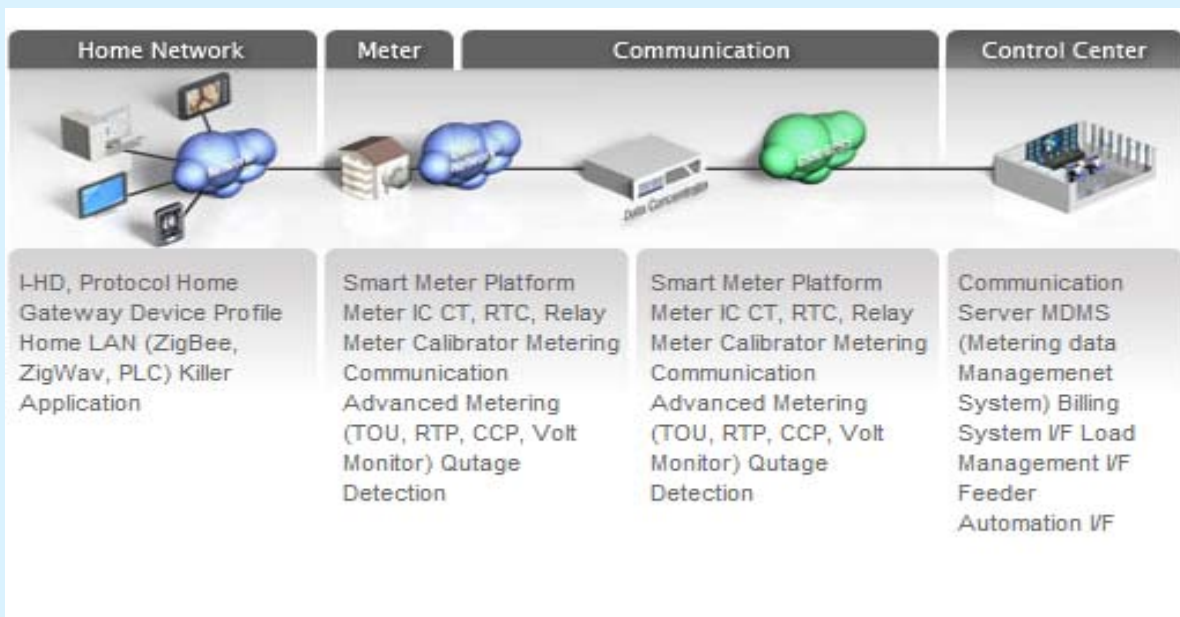 Home Network
Meter
Communication
Control Center
Data Concentrator
I-HD, Protocol Home
Gateway Device Profile
Home LAN (ZigBee,
ZigWav, PLC) Killer
Application
Smart Meter Platform
Meter IC CT, RTC, Relay
Meter Calibrator Metering
Communication
Advanced Metering
(TOU, RTP, CCP, Volt
Monitor) Qutage
Detection
Smart Meter Platform
Meter IC CT, RTC, Relay
Meter Calibrator Metering
Communication
Advanced Metering
(TOU, RTP, CCP, Volt
Monitor) Qutage
Detection
Communication
Server MDMS
(Metering data
Managemenet
System) Billing
System I/F Load
Management I/F
Feeder
Automation I/F